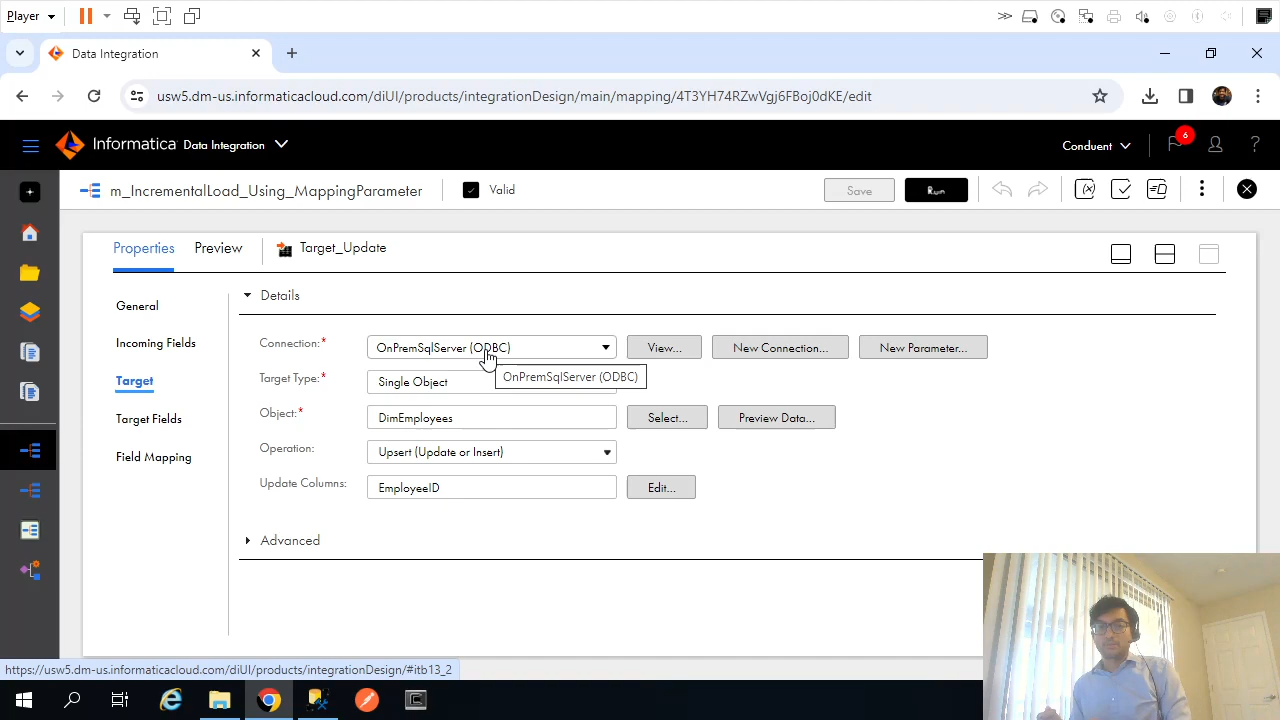 Player
Data Integration
usw5.dm-us.informaticacloud.com/diUI/products/integrationDesign/main/mapping/4T3YH74RZwVgj6FBoj0dKE/edit
Informatica Data Integration
Conduent
6
?
m_IncrementalLoad_Using_MappingParameter
Valid
Save
Run
(x)
Properties
Preview
Target_Update
General
Incoming Fields
Target
Target Fields
Field Mapping
Details
Connection:*
OnPremSqlServer (ODBC)
View...
New Connection...
New Parameter...
OnPremSqlServer (ODBC)
Target Type:*
Single Object
Object:*
DimEmployees
Select...
Preview Data...
Operation:
Upsert (Update or Insert)
Update Columns:
EmployeeID
Edit...
Advanced
https://usw5.dm-us.informaticacloud.com/diUI/products/integrationDesign/#itb13_2